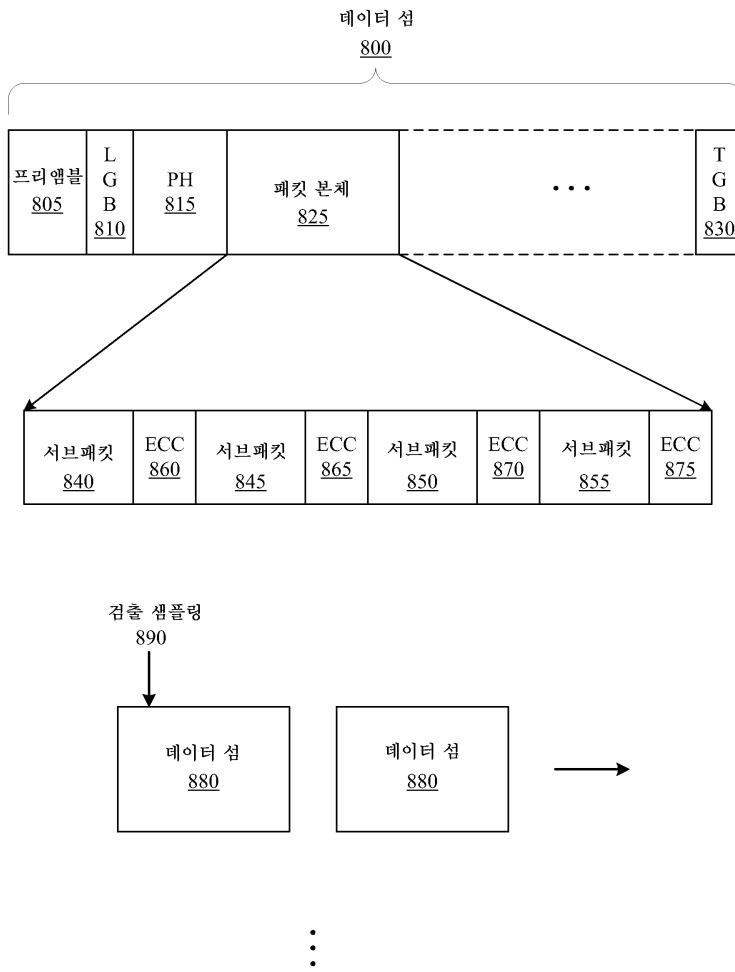 데이터 섬
800
프리앰블
805
L
G
B
810
PH
815
패킷 본체
825
• • •
T
G
B
830
서브패킷
840
ECC
860
서브패킷
845
ECC
865
서브패킷
850
ECC
870
서브패킷
855
ECC
875
검출 샘플링
890
데이터 섬
880
데이터 섬
880